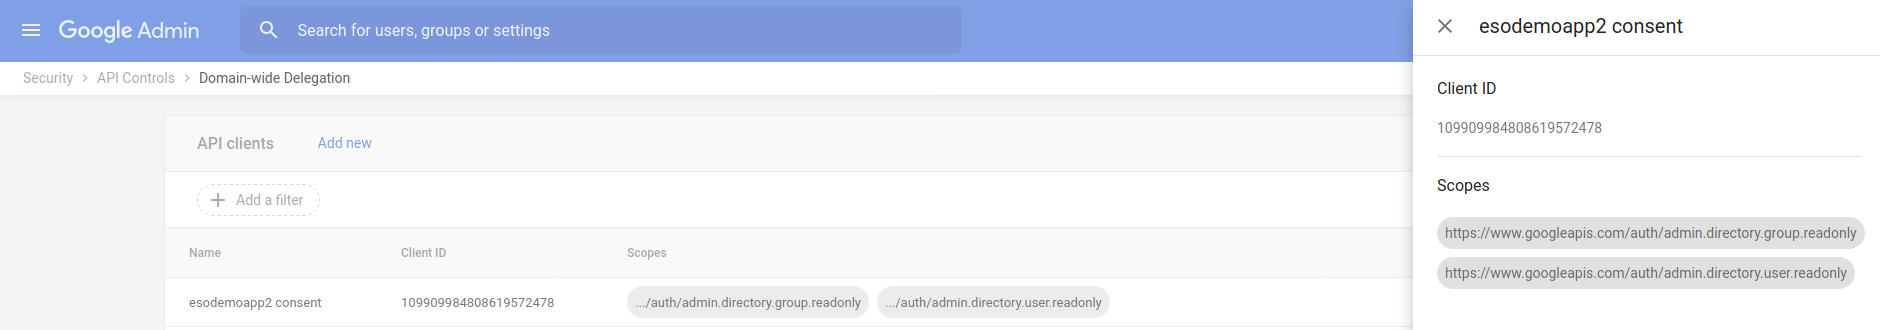 Google Admin
Search for users, groups or settings
Security > API Controls > Domain-wide Delegation
API clients
Add new
Add a filter
Name
Client ID
Scopes
esodemoapp2 consent
109909984808619572478
.../auth/admin.directory.group.readonly
.../auth/admin.directory.user.readonly
esodemoapp2 consent
Client ID
109909984808619572478
Scopes
https://www.googleapis.com/auth/admin.directory.group.readonly
https://www.googleapis.com/auth/admin.directory.user.readonly